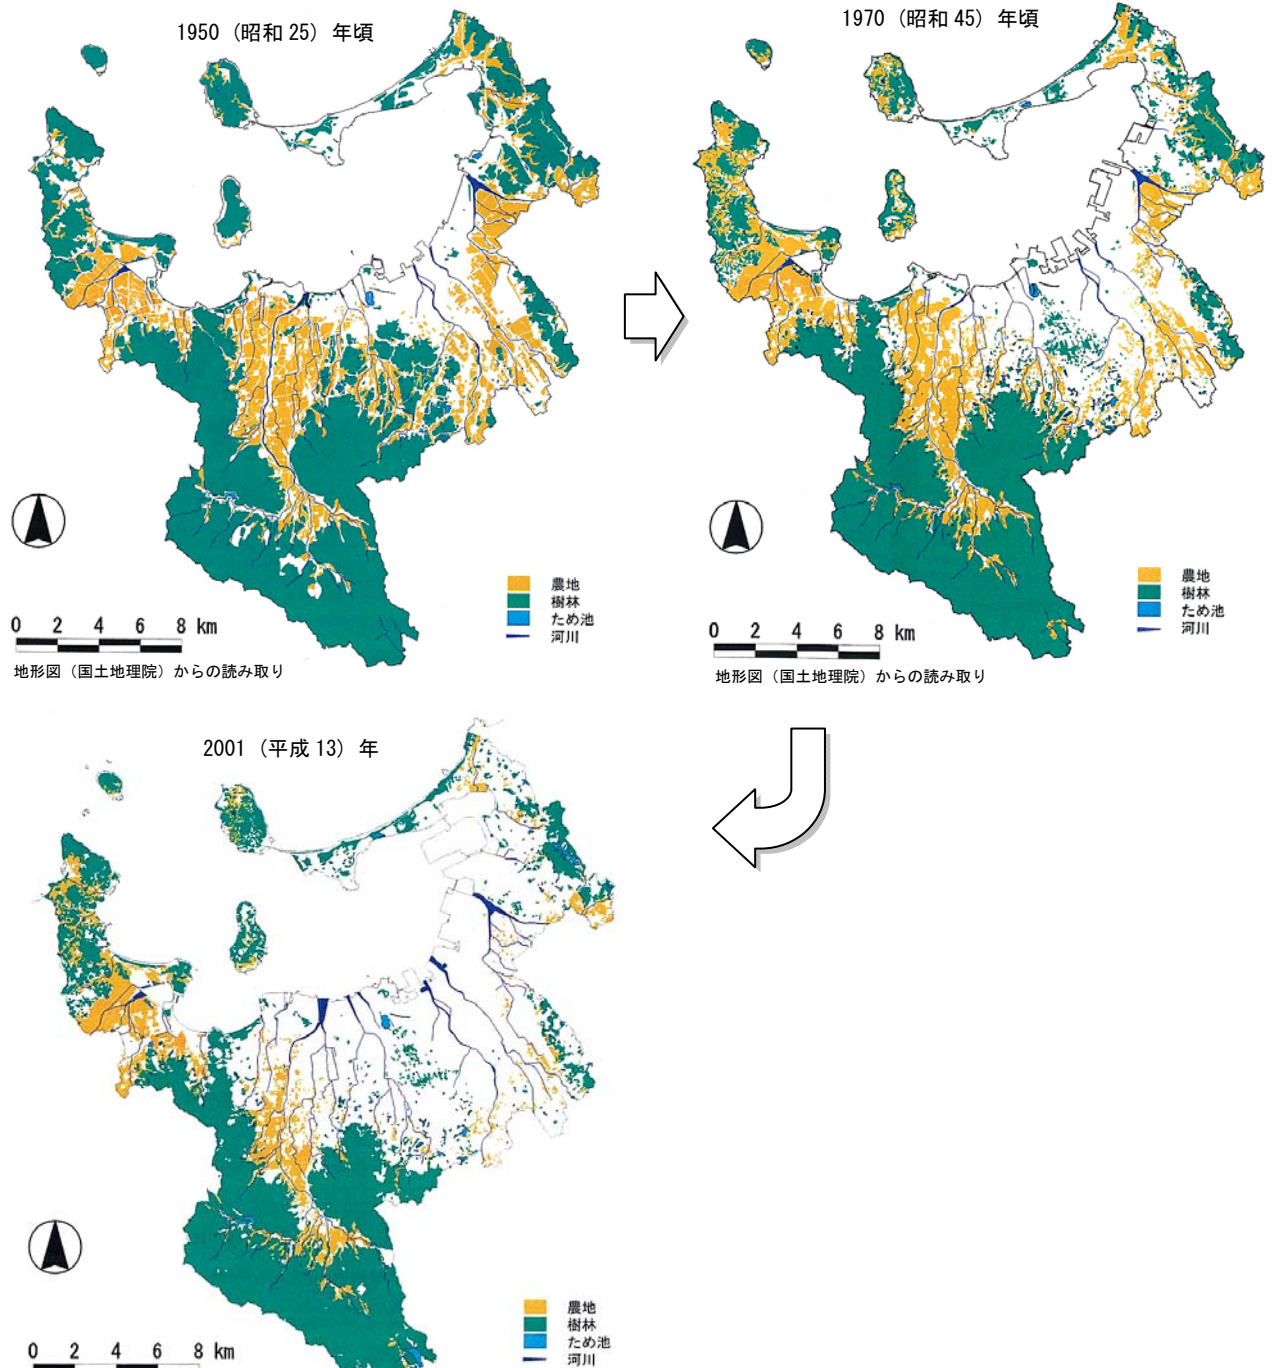 1950（昭和 25）年頃
農地
樹林
ため池
河川
0 2 4 6 8 km
地形図（国土地理院）からの読み取り
1970（昭和 45）年頃
農地
樹林
ため池
河川
0 2 4 6 8 km
地形図（国土地理院）からの読み取り
2001（平成 13）年
農地
樹林
ため池
河川
0 2 4 6 8 km